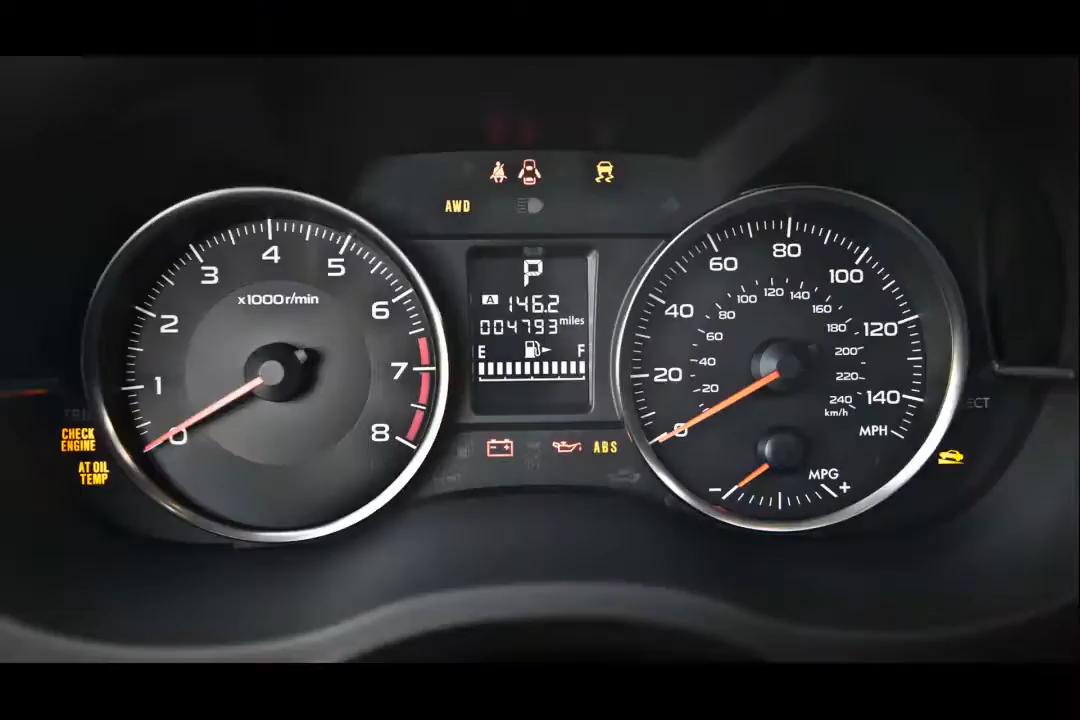 AWD
x1000r/min
0
1
2
3
4
5
6
7
8
P
A 146.2
004793 miles
E F
0
20
40
60
80
100
120
140
MPH
20
40
60
80
100
120
140
160
180
200
220
240
km/h
MPG
- +
CHECK
ENGINE
AT OIL
TEMP
- +
ABS